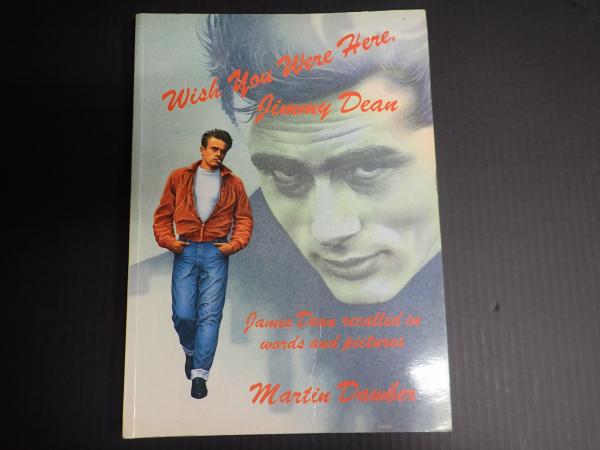 Wish You Were Here,
Jimmy Dean
James Dean recalled in
words and pictures
Martin Dawber